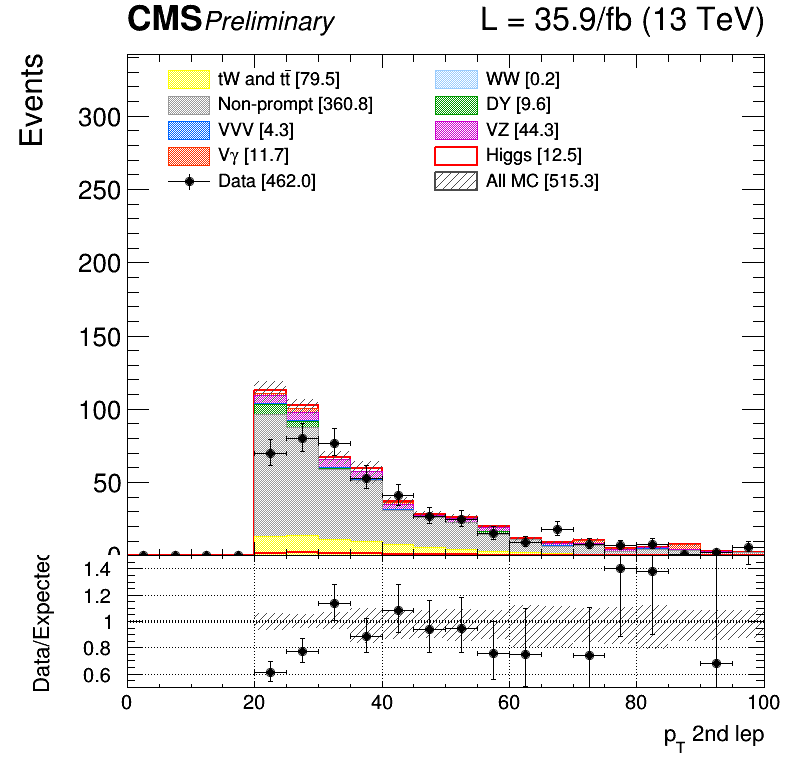 CMS Preliminary L = 35.9/fb (13 TeV)
Events
tW and tt̄ [79.5] WW [0.2]
Non-prompt [360.8] DY [9.6]
VVV [4.3] VZ [44.3]
Vγ [11.7] Higgs [12.5]
Data [462.0] All MC [515.3]
300
250
200
150
100
50
0
Data/Expected
1.4
1.2
1
0.8
0.6
0 20 40 60 80 100
pT 2nd lep